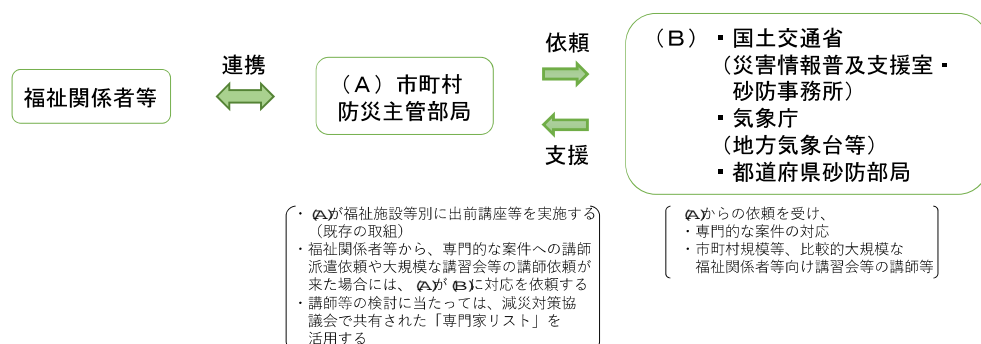 福祉関係者等
連携
(A)市町村
防災主管部局
依頼
支援
(B)・国土交通省
(災害情報普及支援室・
砂防事務所)
・気象庁
(地方気象台等)
・都道府県砂防部局
・(A)が福祉施設等別に出前講座等を実施する
(既存の取組)
・福祉関係者等から、専門的な案件への講師
派遣依頼や大規模な講習会等の講師依頼が
来た場合には、(A)が(B)に対応を依頼する
・講師等の検討に当たっては、減災対策協
議会で共有された「専門家リスト」を
活用する
(A)からの依頼を受け、
・専門的な案件の対応
・市町村規模等、比較的大規模な
福祉関係者等向け講習会等の講師等